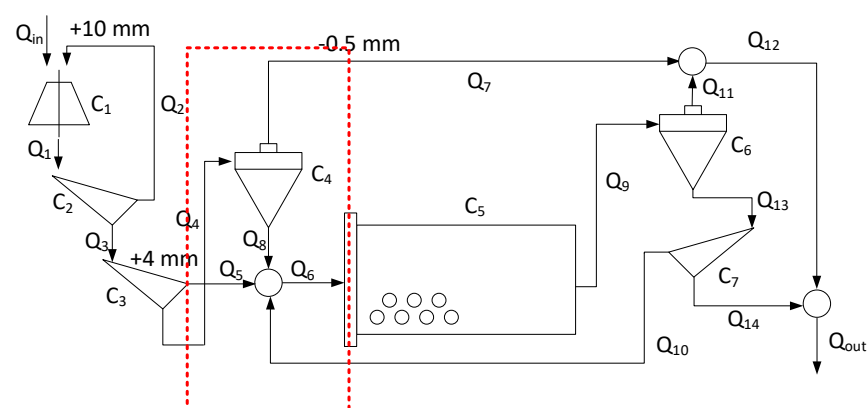 Q_in
+10 mm
-0.5 mm
Q_12
Q_7
Q_2
Q_11
C_1
Q_1
C_6
C_4
Q_9
C_2
Q_4
C_5
Q_13
Q_3
+4 mm
Q_8
Q_5
Q_6
C_3
C_7
Q_14
Q_10
Q_out